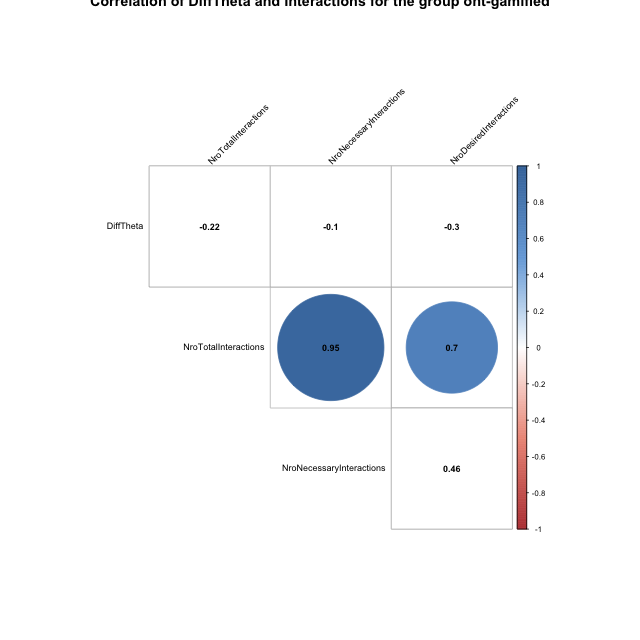 Correlation of DiffTheta and Interactions for the group ont-gamified
NroTotalInteractions
NroNecessaryInteractions
NroDesiredInteractions
DiffTheta
-0.22
-0.1
-0.3
NroTotalInteractions
0.95
0.7
NroNecessaryInteractions
0.46
1
0.8
0.6
0.4
0.2
0
-0.2
-0.4
-0.6
-0.8
-1